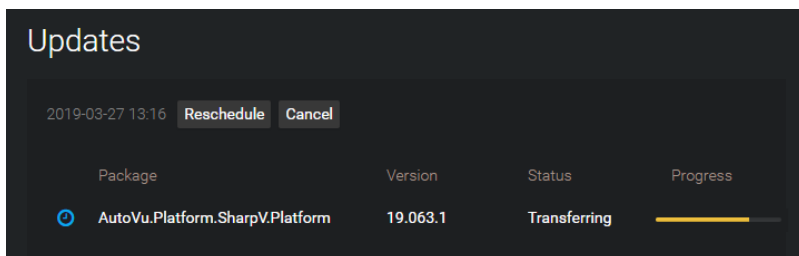 Updates
2019-03-27 13:16 Reschedule Cancel
Package Version Status Progress
AutoVu.Platform.SharpV.Platform 19.063.1 Transferring